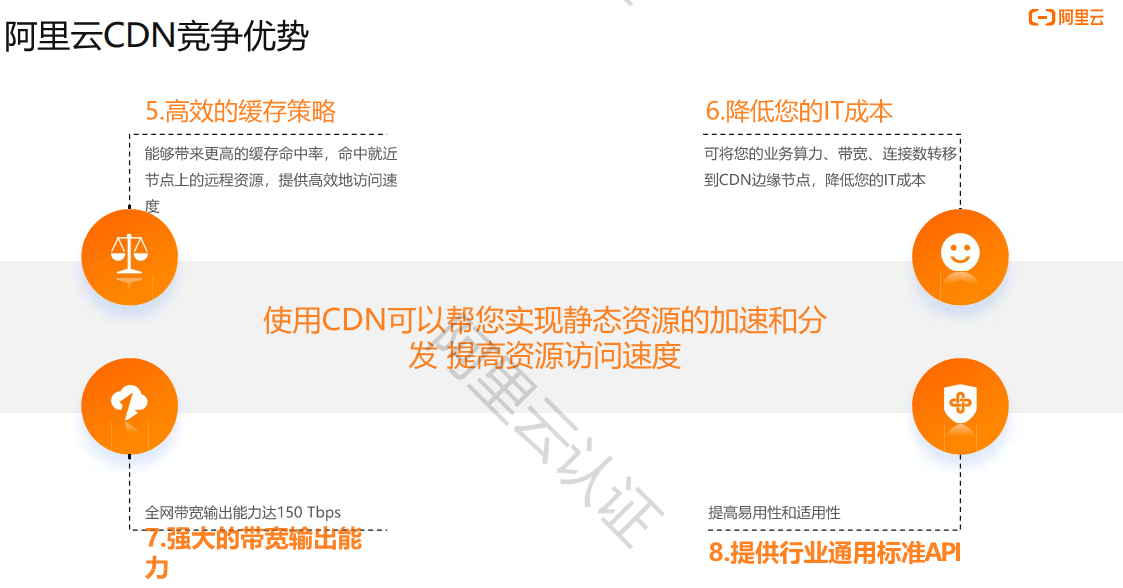 阿里云CDN竞争优势
阿里云
5.高效的缓存策略
能够带来更高的缓存命中率，命中就近
节点上的远程资源，提供高效地访问速
度
6.降低您的IT成本
可将您的业务算力、带宽、连接数转移
到CDN边缘节点，降低您的IT成本
使用CDN可以帮您实现静态资源的加速和分
发 提高资源访问速度
阿里云认证
全网带宽输出能力达150 Tbps
7.强大的带宽输出能
力
提高易用性和适用性
8.提供行业通用标准API